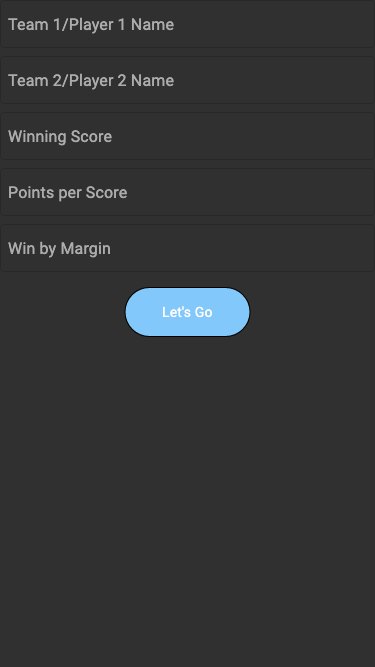 Team 1/Player 1 Name
Team 2/Player 2 Name
Winning Score
Points per Score
Win by Margin
Let's Go